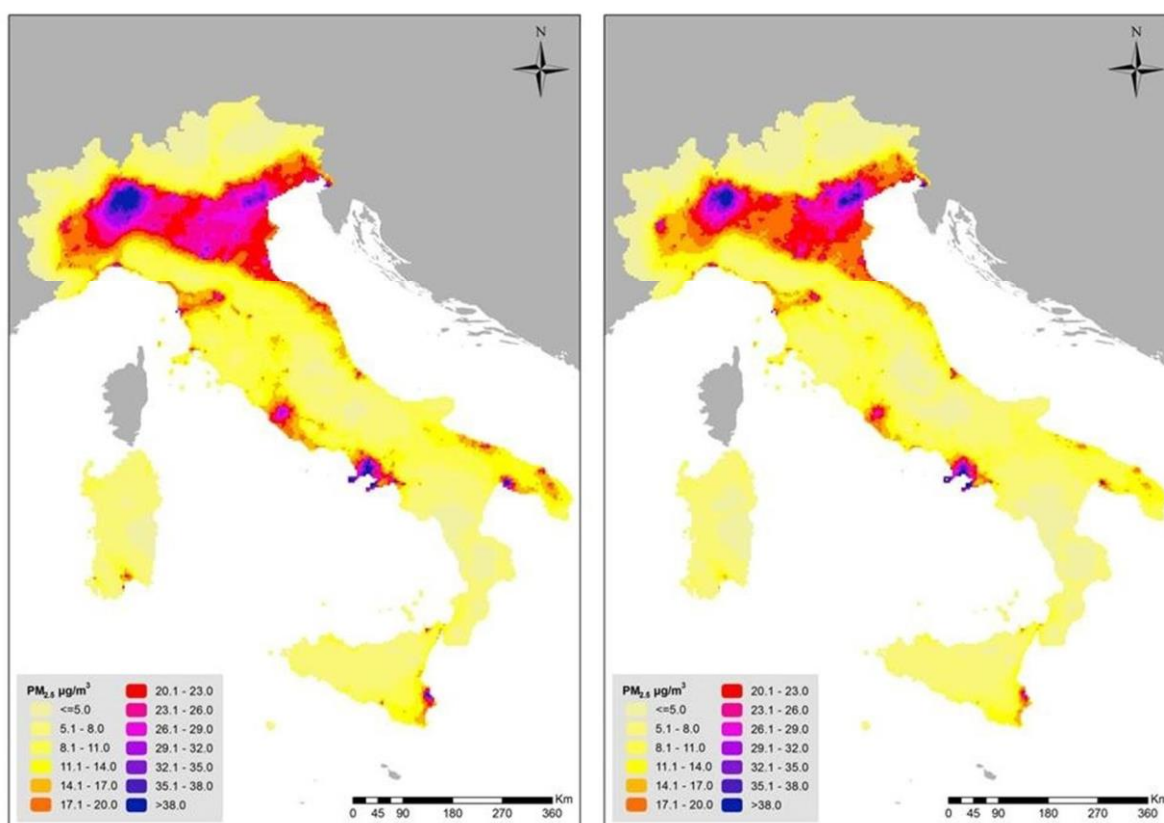 N
PM2.5 µg/m3
<=5.0
5.1 - 8.0
8.1 - 11.0
11.1 - 14.0
14.1 - 17.0
17.1 - 20.0
20.1 - 23.0
23.1 - 26.0
26.1 - 29.0
29.1 - 32.0
32.1 - 35.0
35.1 - 38.0
>38.0
Km
0 45 90 180 270 360
N
PM2.5 µg/m3
<=5.0
5.1 - 8.0
8.1 - 11.0
11.1 - 14.0
14.1 - 17.0
17.1 - 20.0
20.1 - 23.0
23.1 - 26.0
26.1 - 29.0
29.1 - 32.0
32.1 - 35.0
35.1 - 38.0
>38.0
Km
0 45 90 180 270 360